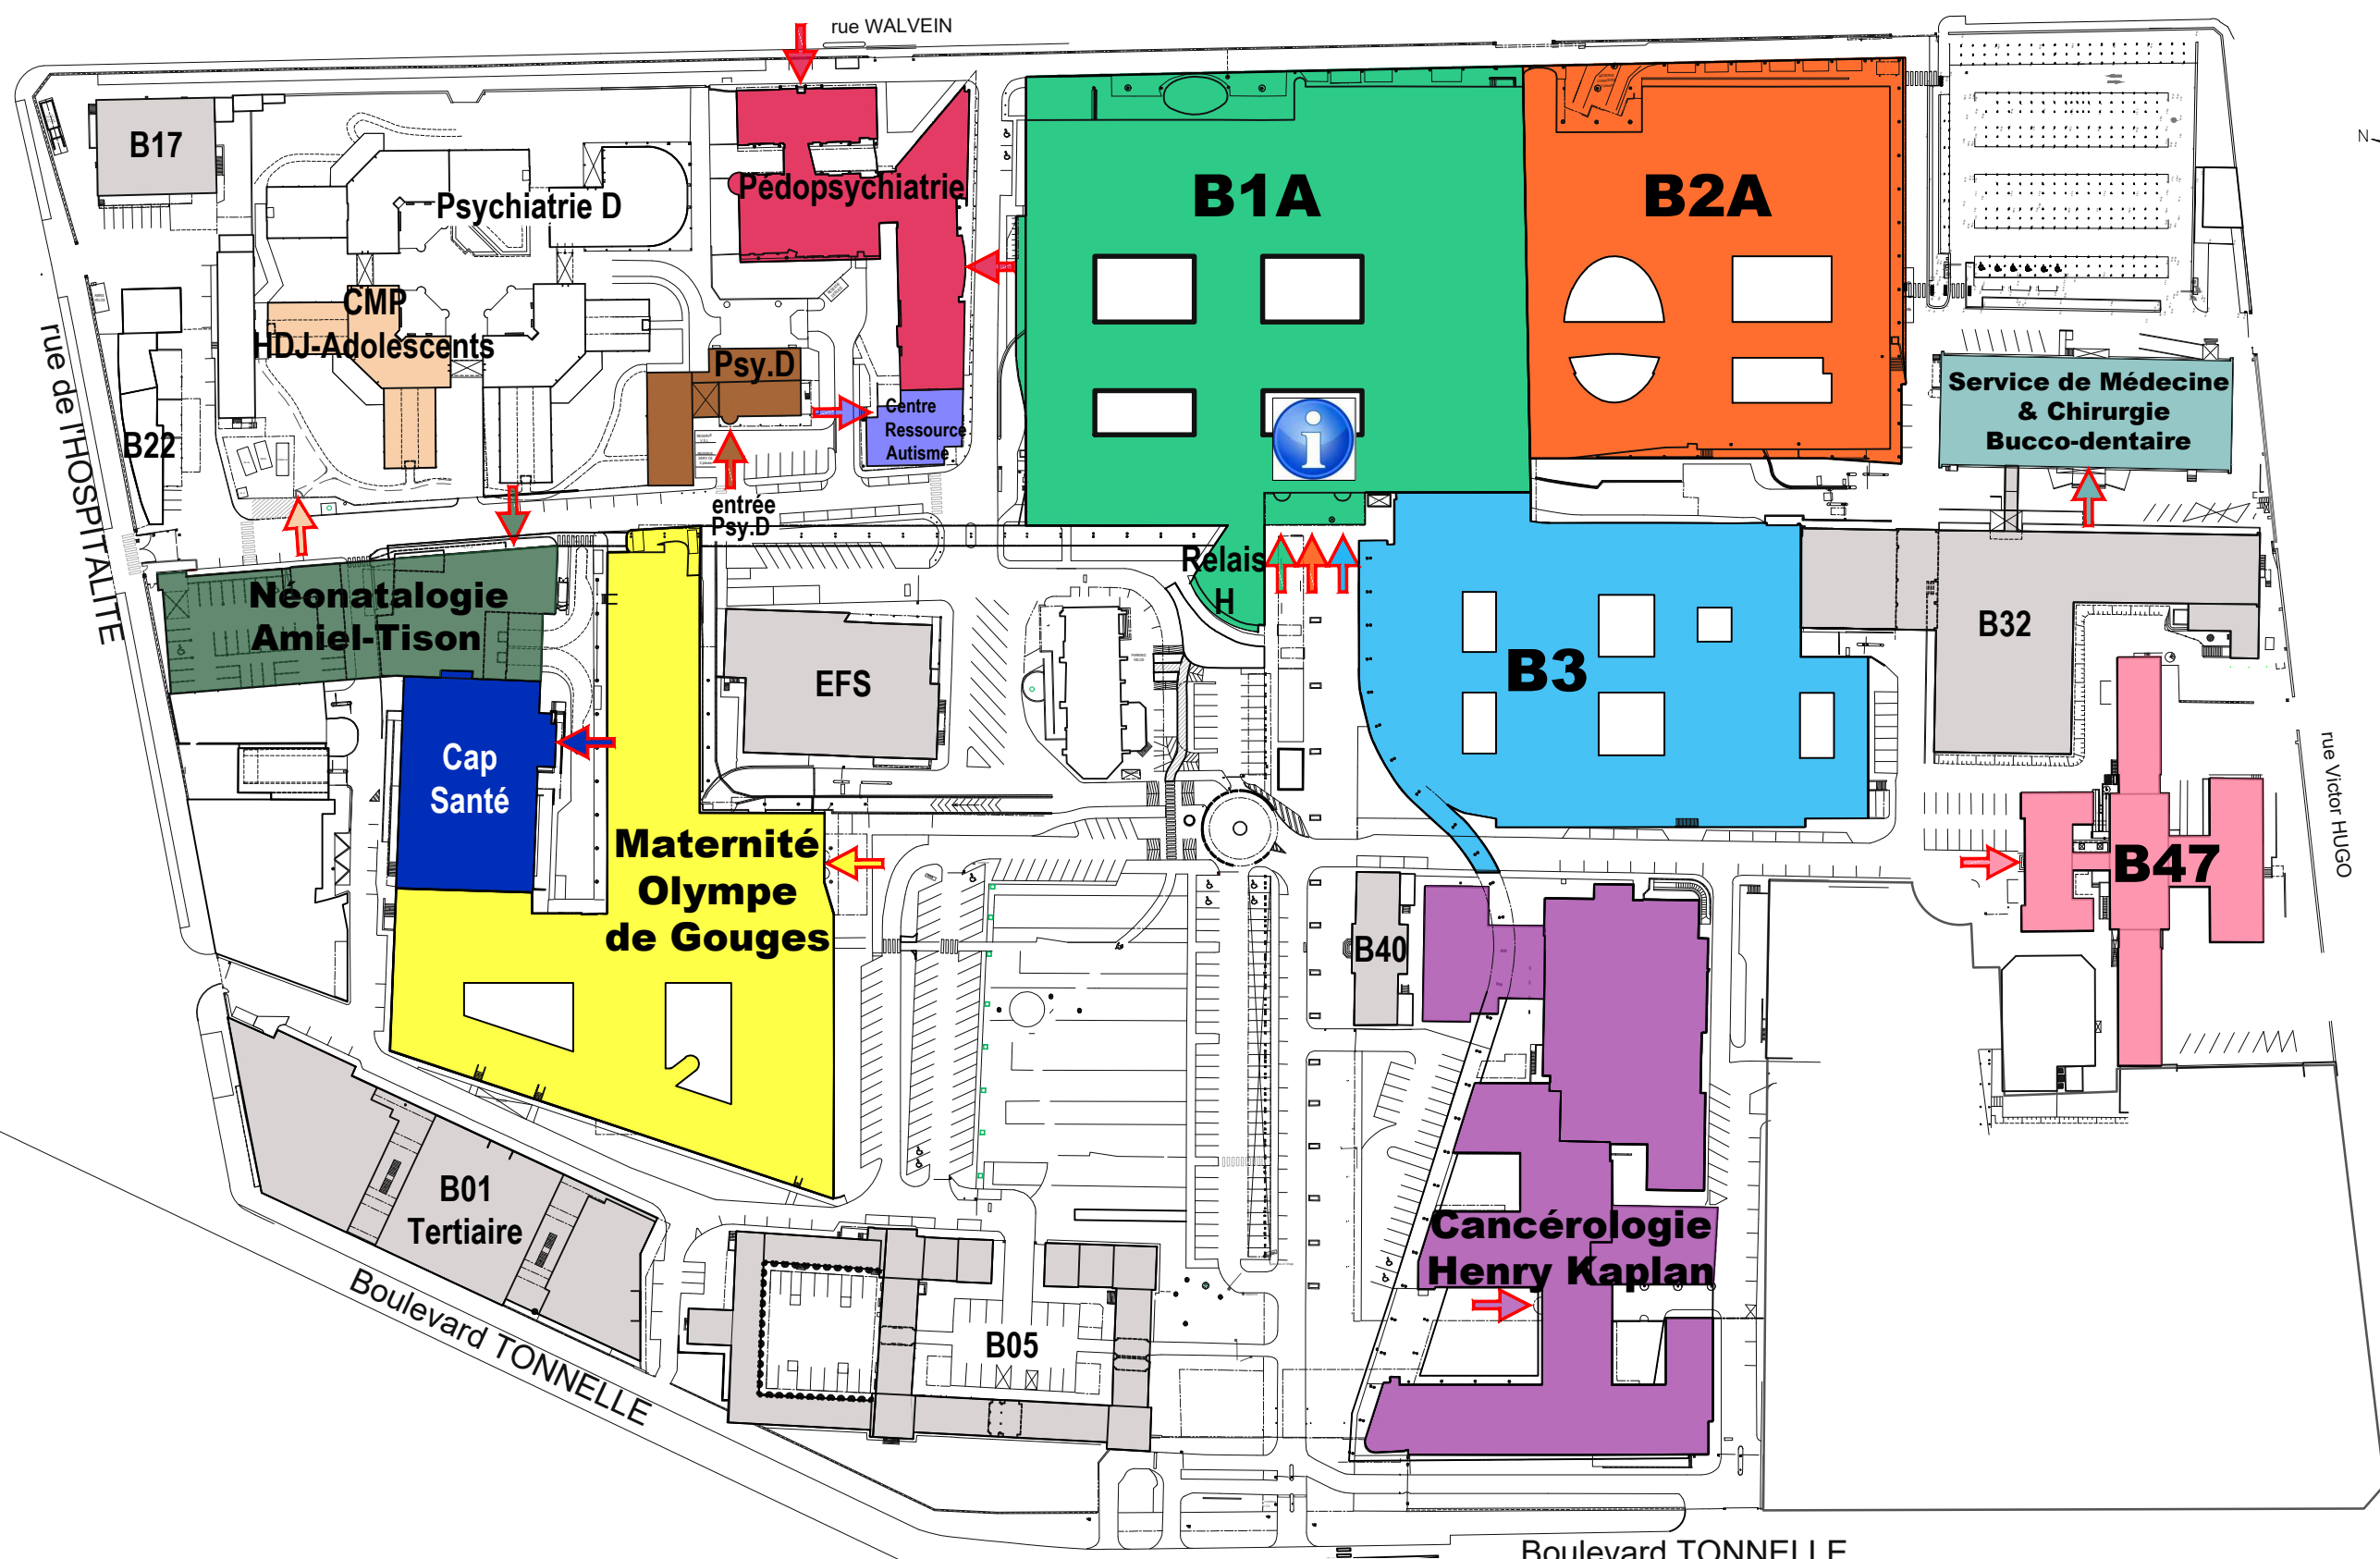 rue WALVEIN
B17
Psychiatrie D
Pédopsychiatrie
B1A
B2A
N
CMP
HDJ-Adolescents
Psy.D
Centre
Ressource
Autisme
B22
rue de l'HOSPITALITE
entrée
Psy.D
i
Service de Médecine
& Chirurgie
Bucco-dentaire
Néonatalogie
Amiel-Tison
Relais
H
EFS
B3
B32
Cap
Santé
Maternité
Olympe
de Gouges
B40
B47
rue Victor HUGO
B01
Tertiaire
Cancérologie
Henry Kaplan
B05
Boulevard TONNELLE
Boulevard TONNELLE